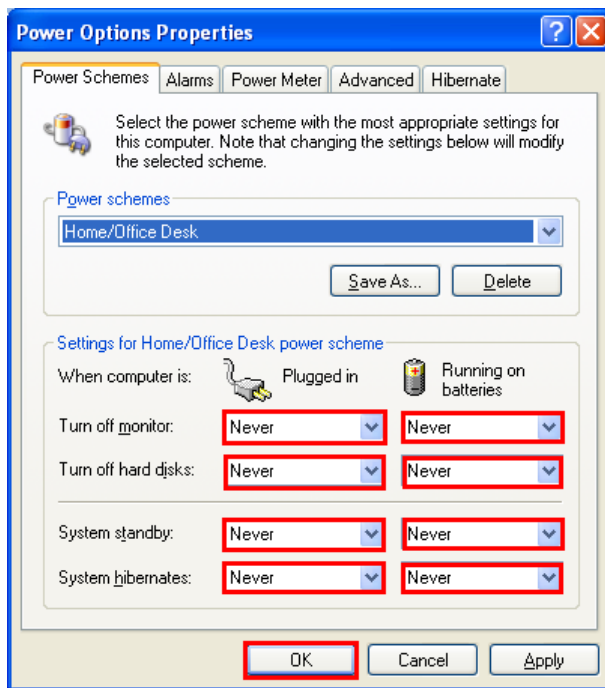 Power Options Properties
Power Schemes Alarms Power Meter Advanced Hibernate
Select the power scheme with the most appropriate settings for
this computer. Note that changing the settings below will modify
the selected scheme.
Power schemes
Home/Office Desk
Save As... Delete
Settings for Home/Office Desk power scheme
When computer is: Plugged in Running on
batteries
Turn off monitor: Never Never
Turn off hard disks: Never Never
System standby: Never Never
System hibernates: Never Never
OK Cancel Apply